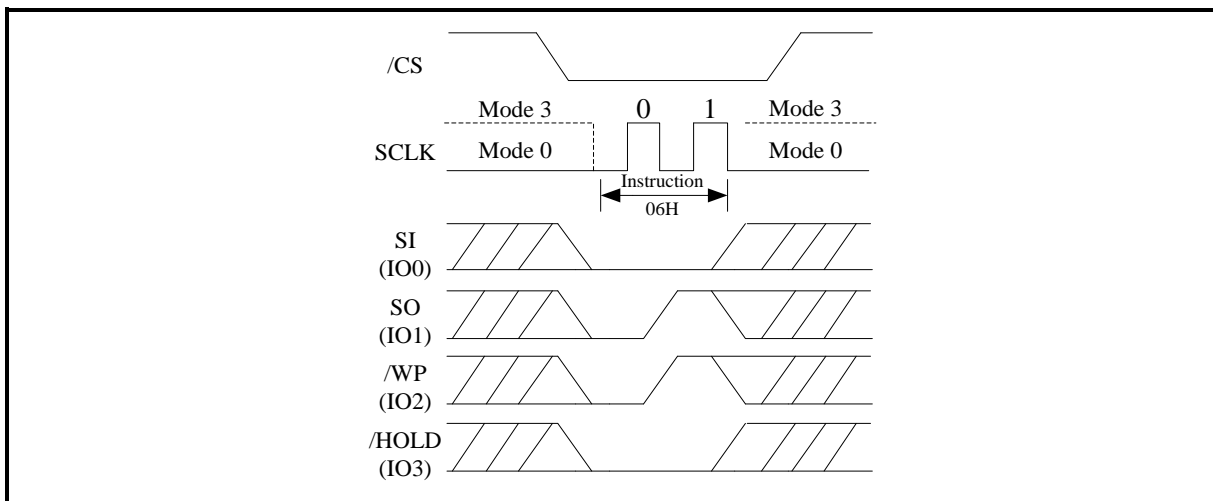 /CS
Mode 3 0 1 Mode 3
SCLK Mode 0 Mode 0
Instruction
06H
SI
(IO0)
SO
(IO1)
/WP
(IO2)
/HOLD
(IO3)